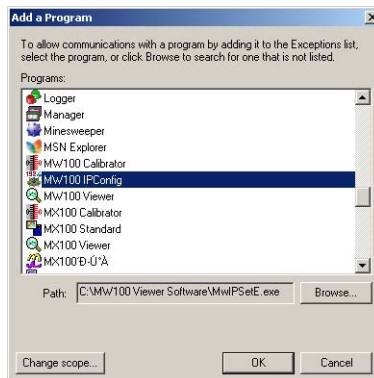 Add a Program
To allow communications with a program by adding it to the Exceptions list,
select the program, or click Browse to search for one that is not listed.
Programs:
Logger
Manager
Minesweeper
MSN Explorer
MW100 Calibrator
MW100 IPConfig
MW100 Viewer
MX100 Calibrator
MX100 Standard
MX100 Viewer
MX100'Ð·Ú"À
Path: C:\MW100 Viewer Software\MwIPSetE.exe Browse...
Change scope... OK Cancel